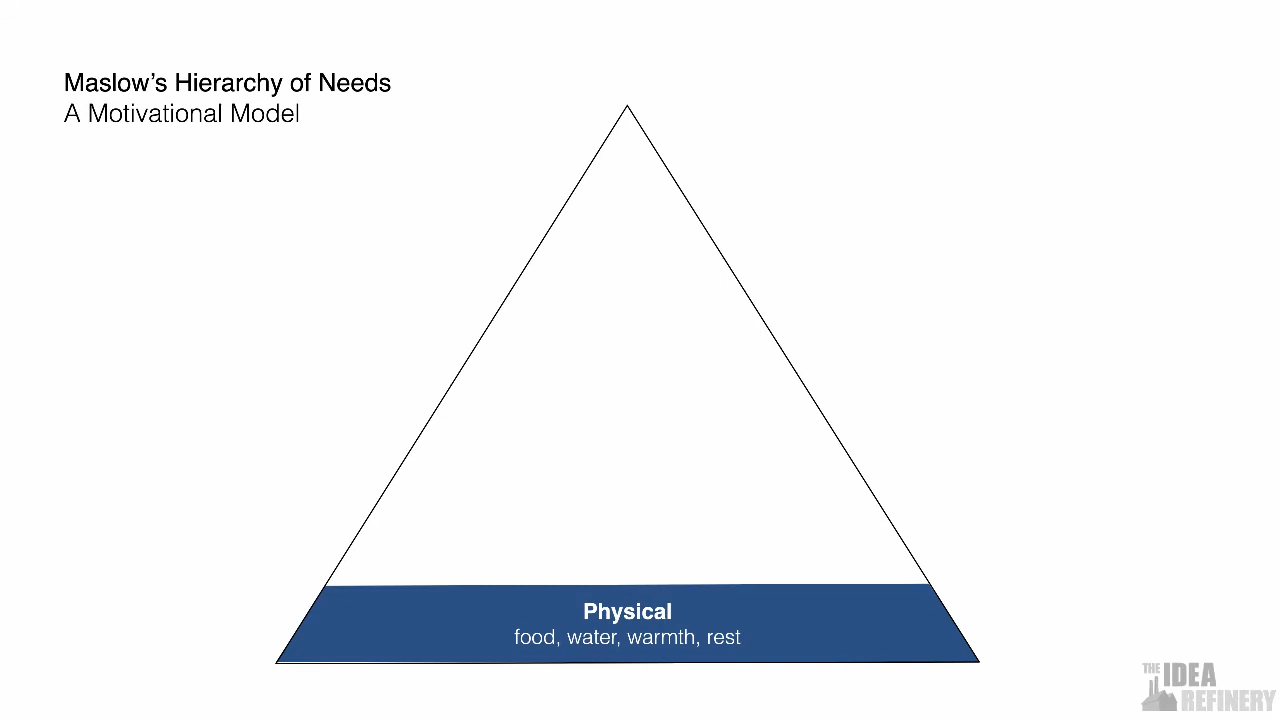 Maslow’s Hierarchy of Needs
A Motivational Model
Physical
food, water, warmth, rest
THE IDEA
REFINERY